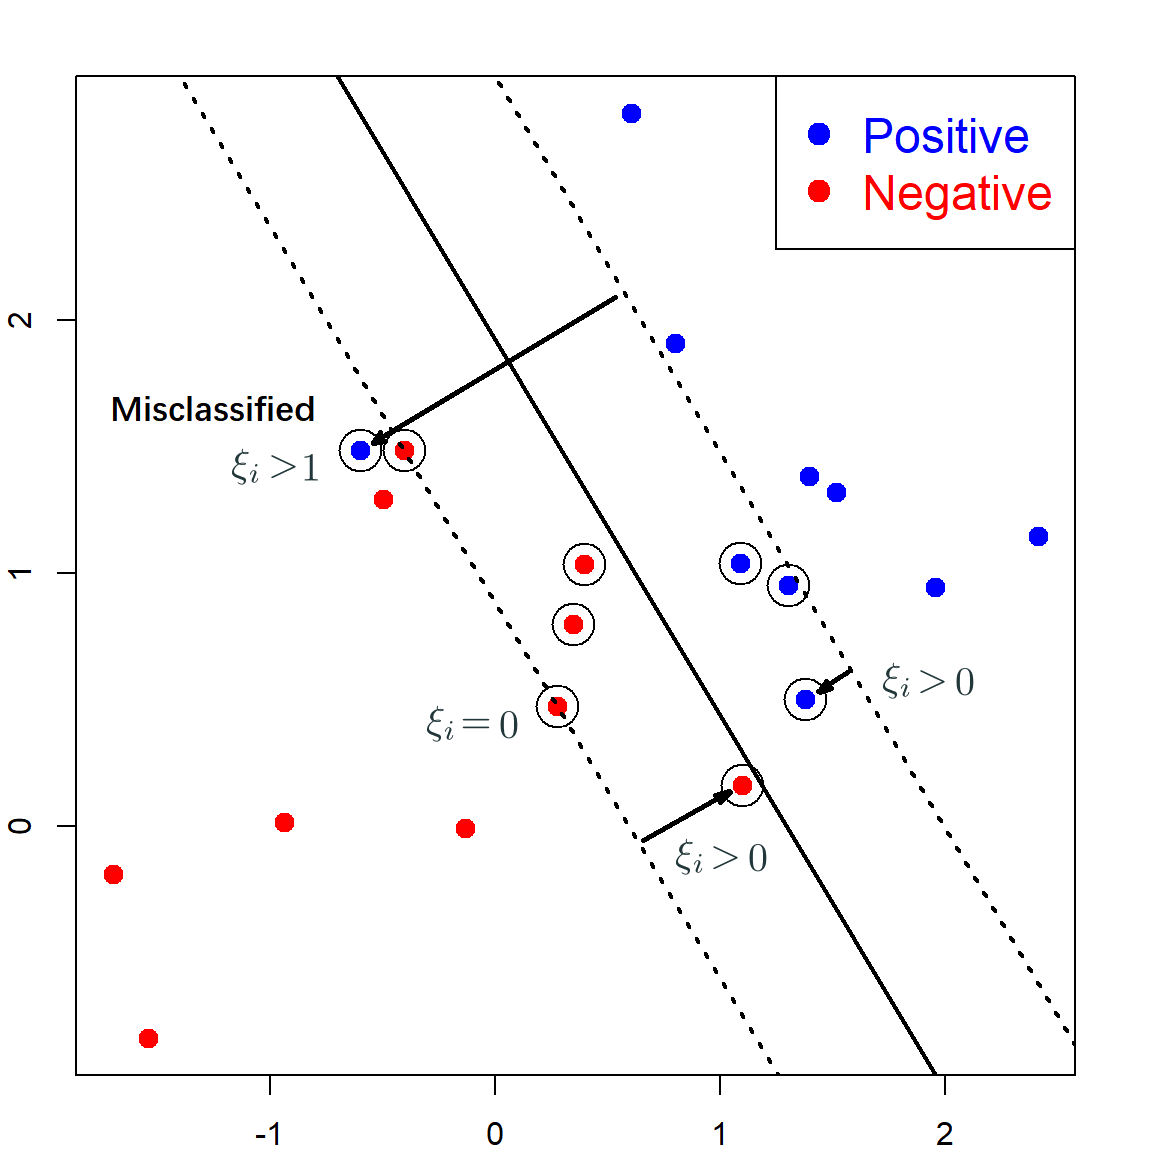 Positive
Negative
2
Misclassified
ξᵢ > 1
1
ξᵢ > 0
ξᵢ = 0
0
ξᵢ > 0
-1 0 1 2